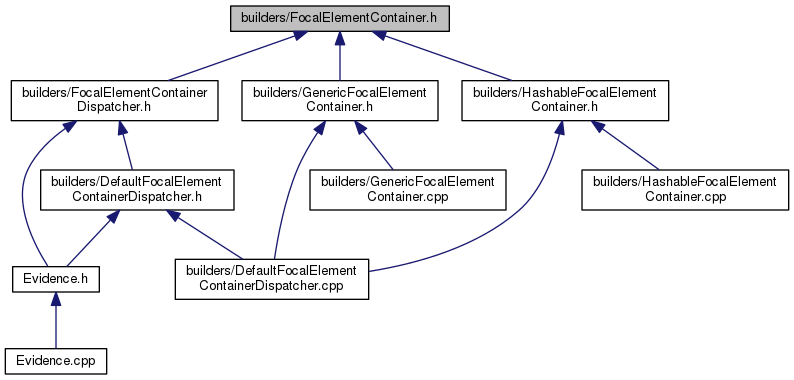 builders/FocalElementContainer.h
builders/FocalElementContainer
Dispatcher.h
builders/GenericFocalElement
Container.h
builders/HashableFocalElement
Container.h
builders/DefaultFocalElement
ContainerDispatcher.h
builders/GenericFocalElement
Container.cpp
builders/HashableFocalElement
Container.cpp
Evidence.h
builders/DefaultFocalElement
ContainerDispatcher.cpp
Evidence.cpp